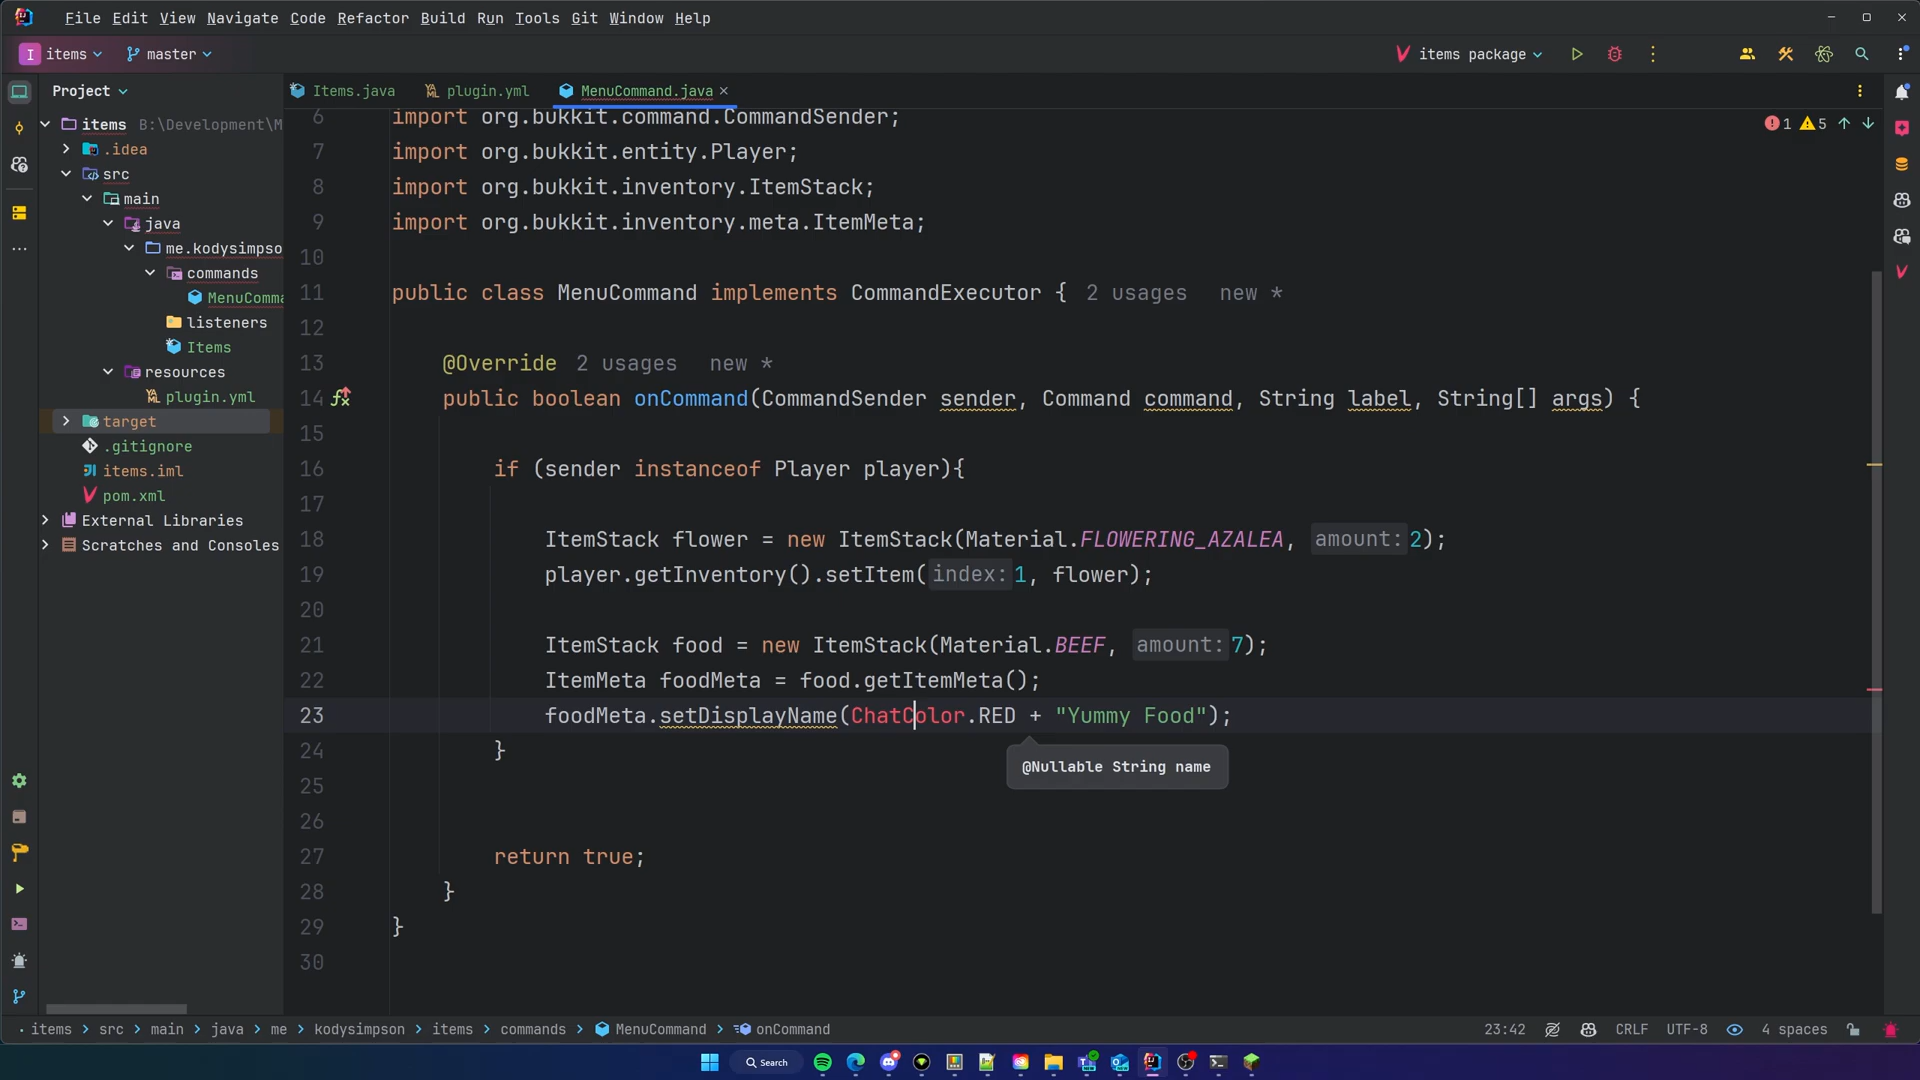 File Edit View Navigate Code Refactor Build Run Tools Git Window Help
I items master items package
Project
Items.java plugin.yml MenuCommand.java
items B:\Development\M
.idea
src
main
java
me.kodysimpso
commands
MenuComma
listeners
Items
resources
plugin.yml
target
.gitignore
items.iml
pom.xml
External Libraries
Scratches and Consoles
1 5
6 import org.bukkit.command.CommandSender;
7 import org.bukkit.entity.Player;
8 import org.bukkit.inventory.ItemStack;
9 import org.bukkit.inventory.meta.ItemMeta;
10
11 public class MenuCommand implements CommandExecutor { 2 usages new *
12
13 @Override 2 usages new *
14 public boolean onCommand(CommandSender sender, Command command, String label, String[] args) {
15
16 if (sender instanceof Player player){
17
18 ItemStack flower = new ItemStack(Material.FLOWERING_AZALEA, amount: 2);
19 player.getInventory().setItem( index: 1, flower);
20
21 ItemStack food = new ItemStack(Material.BEEF, amount: 7);
22 ItemMeta foodMeta = food.getItemMeta();
23 foodMeta.setDisplayName(ChatColor.RED + "Yummy Food");
24 }
@Nullable String name
25
26
27 return true;
28 }
29 }
30
items > src > main > java > me > kodysimpson > items > commands > MenuCommand > onCommand
23:42 CRLF UTF-8 4 spaces
Search